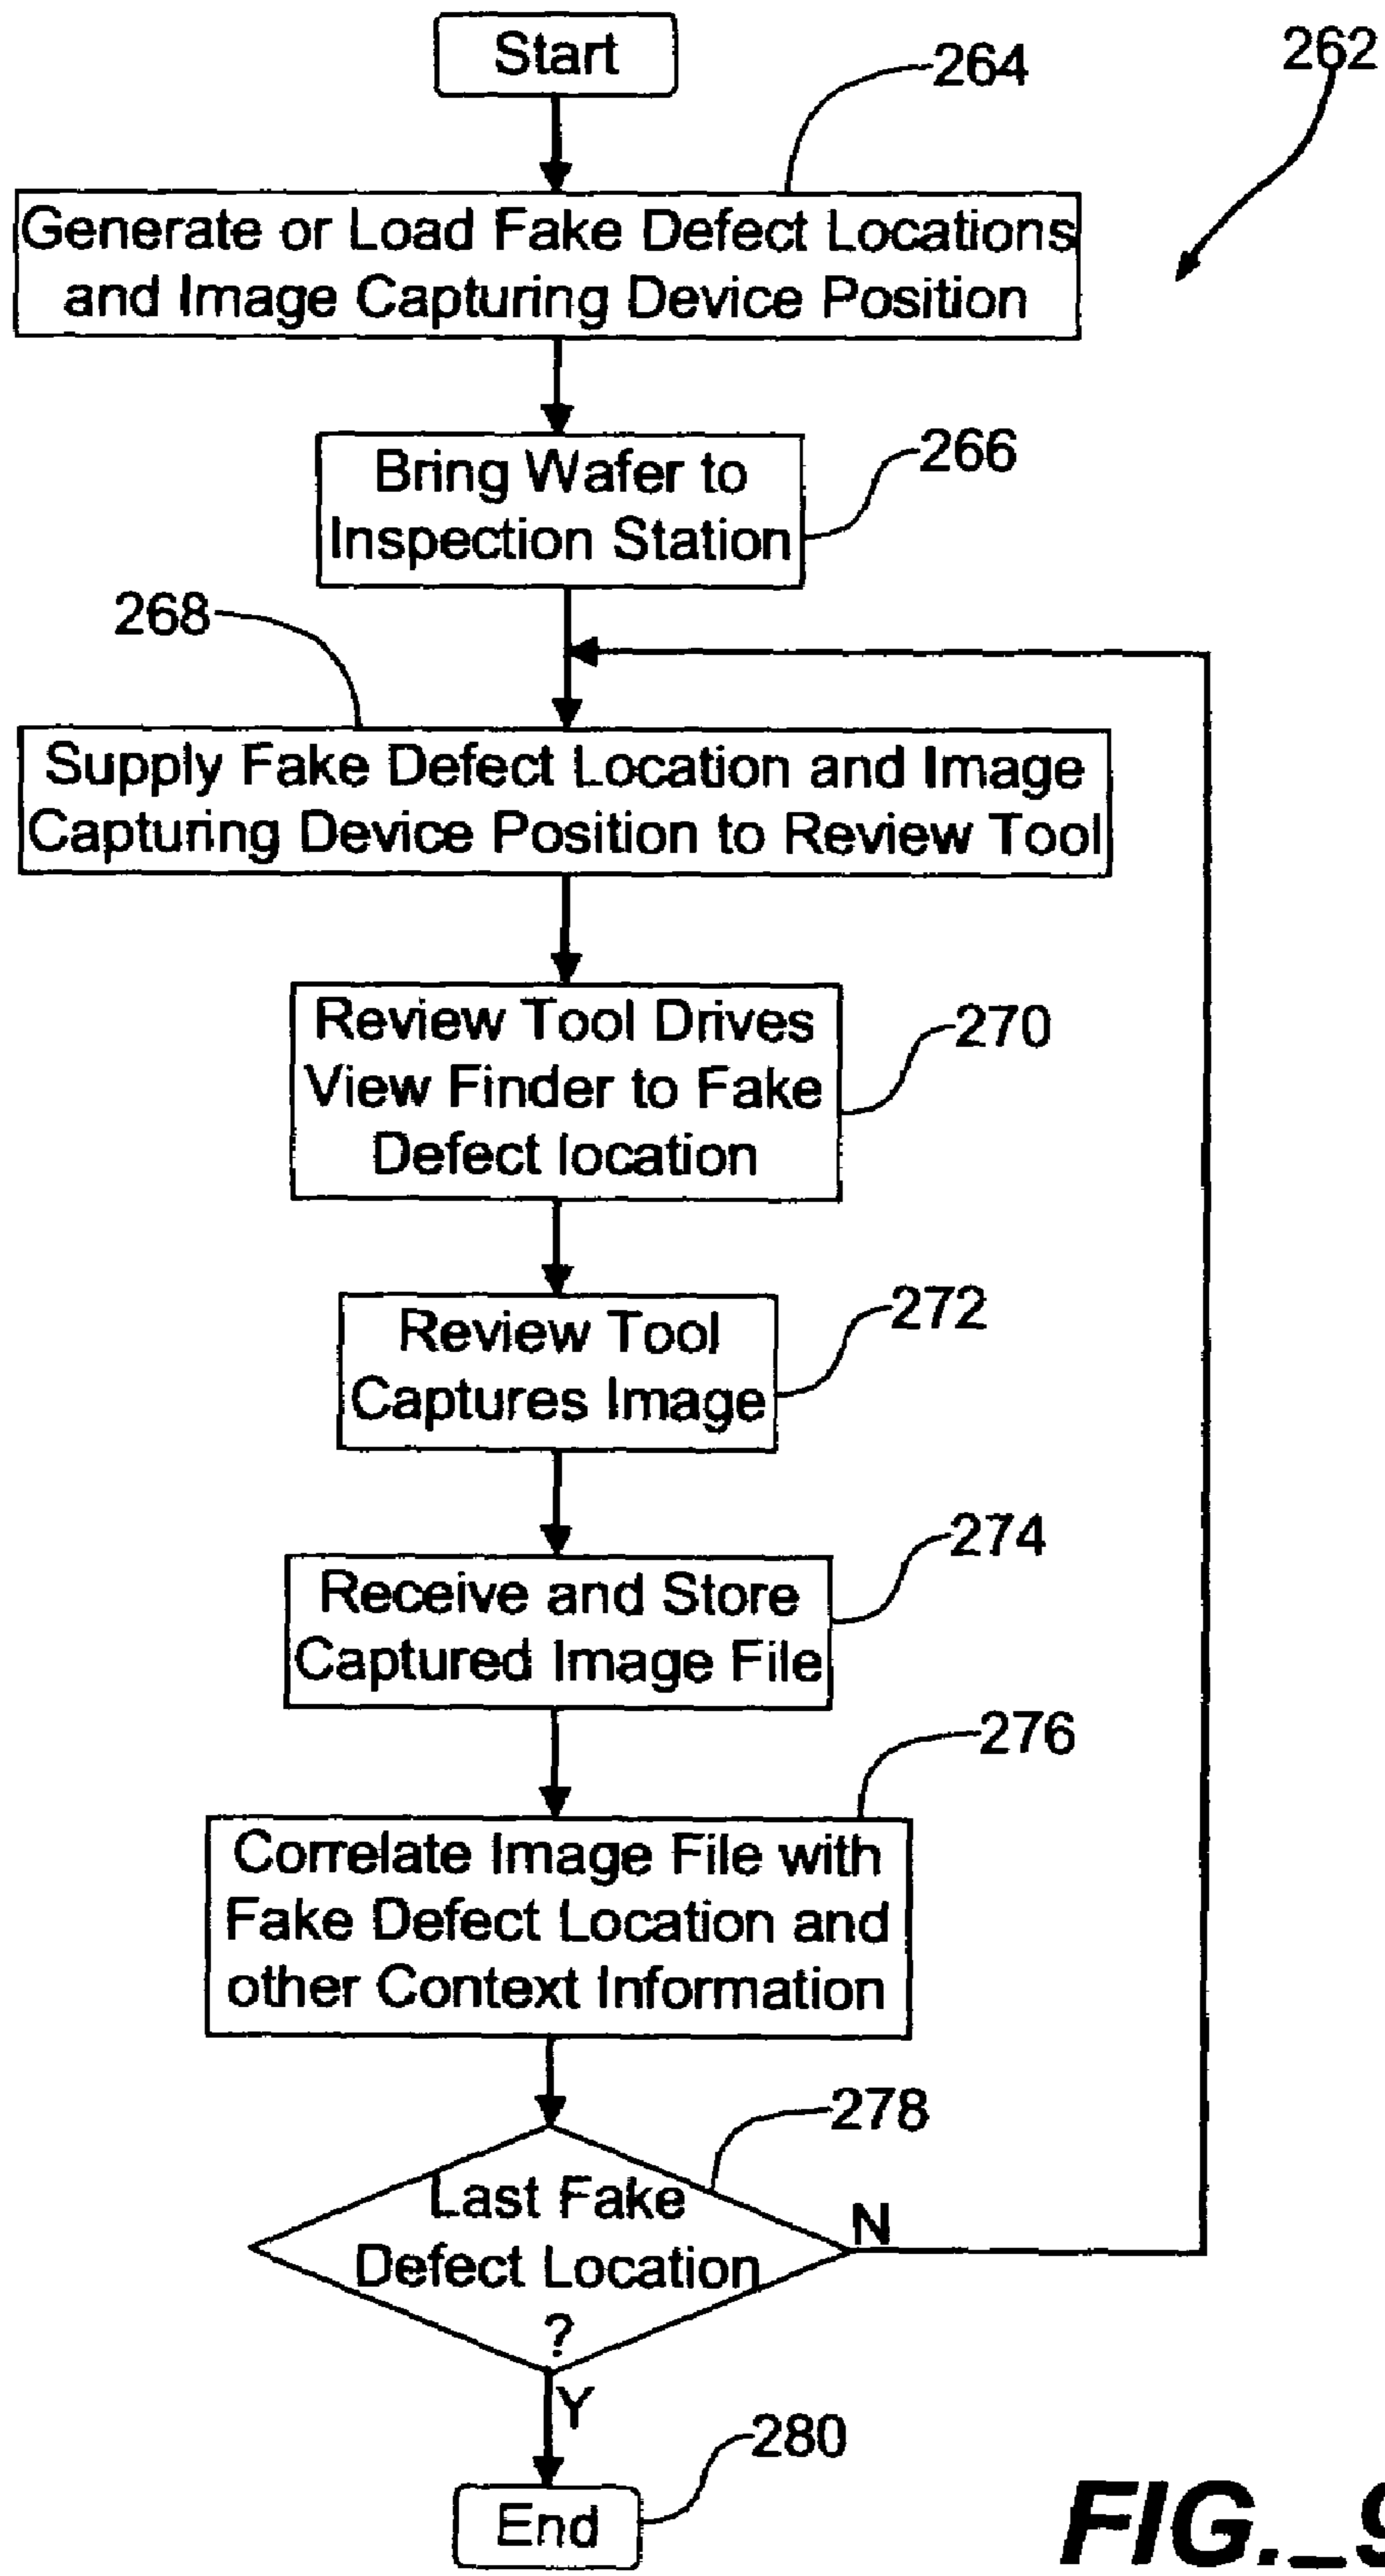 Start
264
262
Generate or Load Fake Defect Locations
and Image Capturing Device Position
Bring Wafer to
Inspection Station
266
268
Supply Fake Defect Location and Image
Capturing Device Position to Review Tool
Review Tool Drives
View Finder to Fake
Defect location
270
Review Tool
Captures Image
272
Receive and Store
Captured Image File
274
276
Correlate Image File with
Fake Defect Location and
other Context Information
278
Last Fake
Defect Location
?
N
Y
280
End
FIG._9